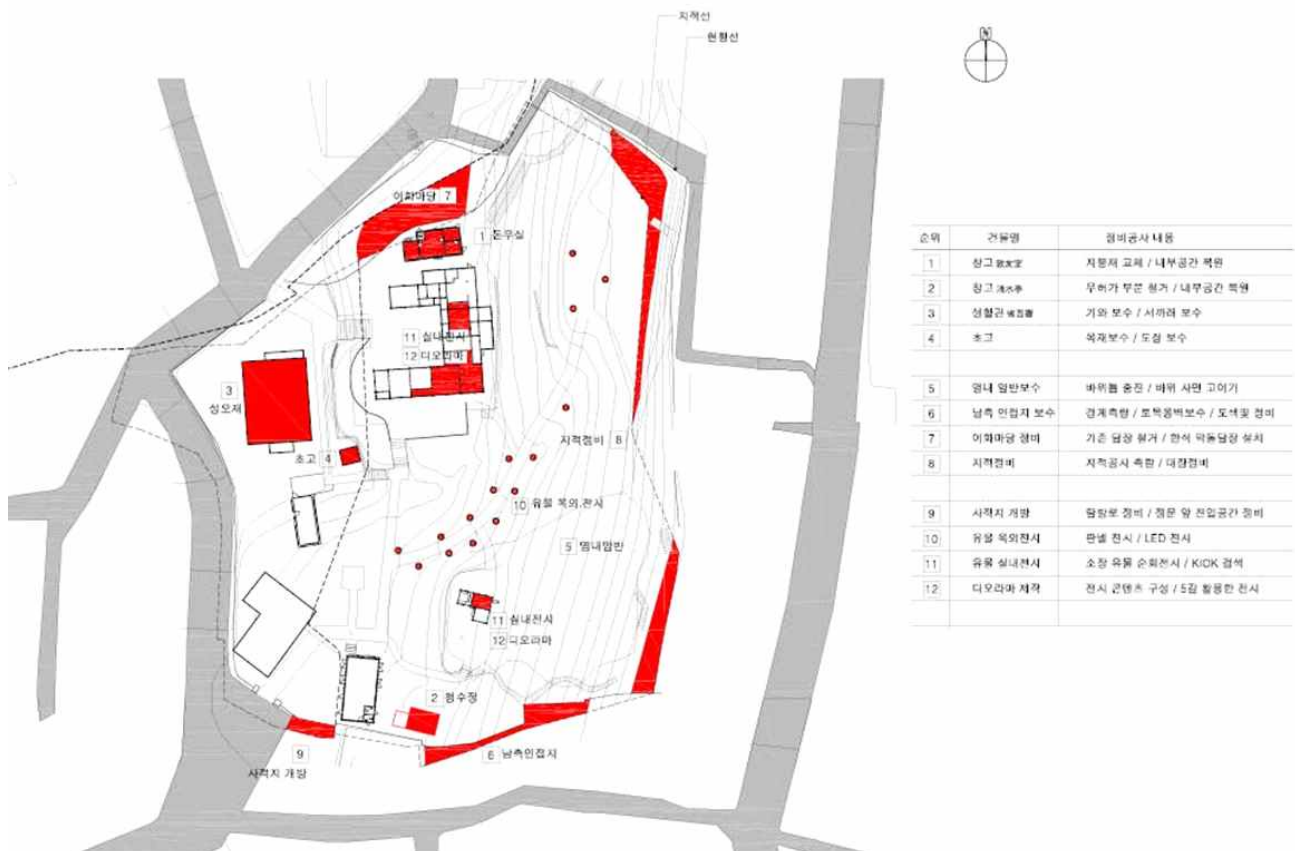 지적선
현형선
N
이화마당 7
1 돈우실
11 실내전시
12 디오라마
3
성오재
초고 4
지적정비 8
10 유물 옥외.전시
5 영내암반
11 실내전시
12 디오라마
2 청수정
6 남측인접지
9
사적지 개방
순위 건물명 정비공사 내용
1 창고 敦友室 지붕재 교체 / 내부공간 복원
2 창고 무허가 부분 철거 / 내부공간 복원
3 생활관 기와 보수 / 서까래 보수
4 초고 목재보수 / 도장 보수
5 영내 암반보수 바위틈 충진 / 바위 사면 고이기
6 남측 인접지 보수 경계측량 / 토목옹벽보수 / 정비
7 이화마당 정비 기존 담장 철거 / 한식 막돌담장 설치
8 지적정비 지적공사 측량 / 대장정비
9 사적지 개방 탐방로 정비 / 정문 앞 진입공간 정비
10 유물 옥외전시 판넬 전시 / LED 전시
11 유물 실내전시 소장 유물 순회전시 / KIOK 검색
12 디오라마 제작 전시 콘텐츠 구성 / 5감 활용한 전시